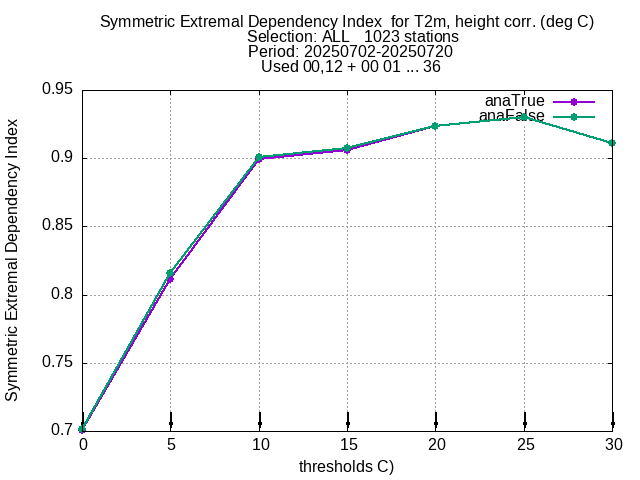 Symmetric Extremal Dependency Index  for T2m, height corr. (deg C)
Selection: ALL   1023 stations
Period: 20250702-20250720
Used 00,12 + 00 01 ... 36
anaTrue
anaFalse
Symmetric Extremal Dependency Index
0.95
0.9
0.85
0.8
0.75
0.7
0 5 10 15 20 25 30
thresholds C)